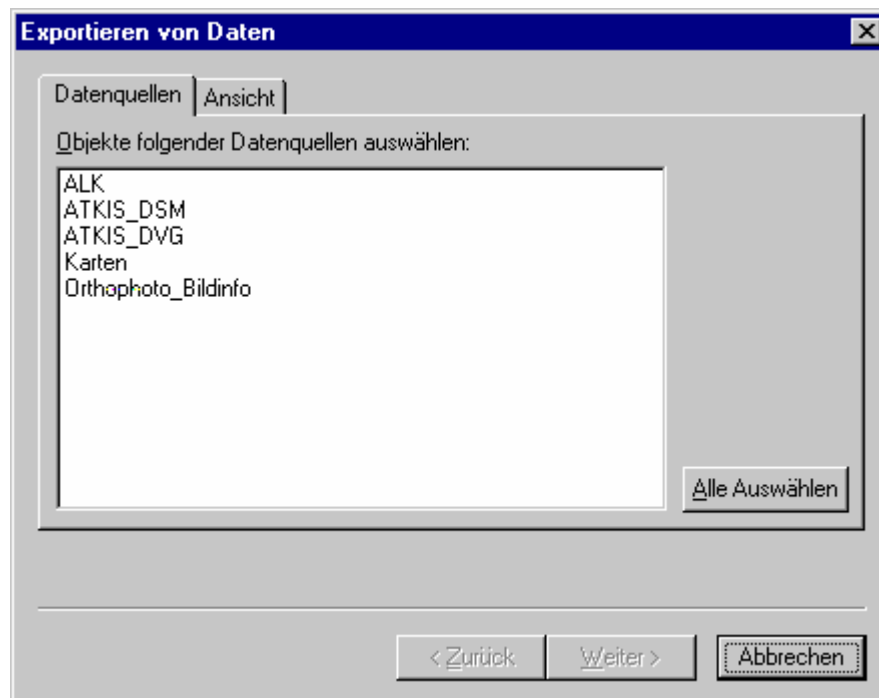 Exportieren von Daten
Datenquellen Ansicht
Objekte folgender Datenquellen auswählen:
ALK
ATKIS_DSM
ATKIS_DVG
Karten
Orthophoto_Bildinfo
Alle Auswählen
< Zurück Weiter > Abbrechen